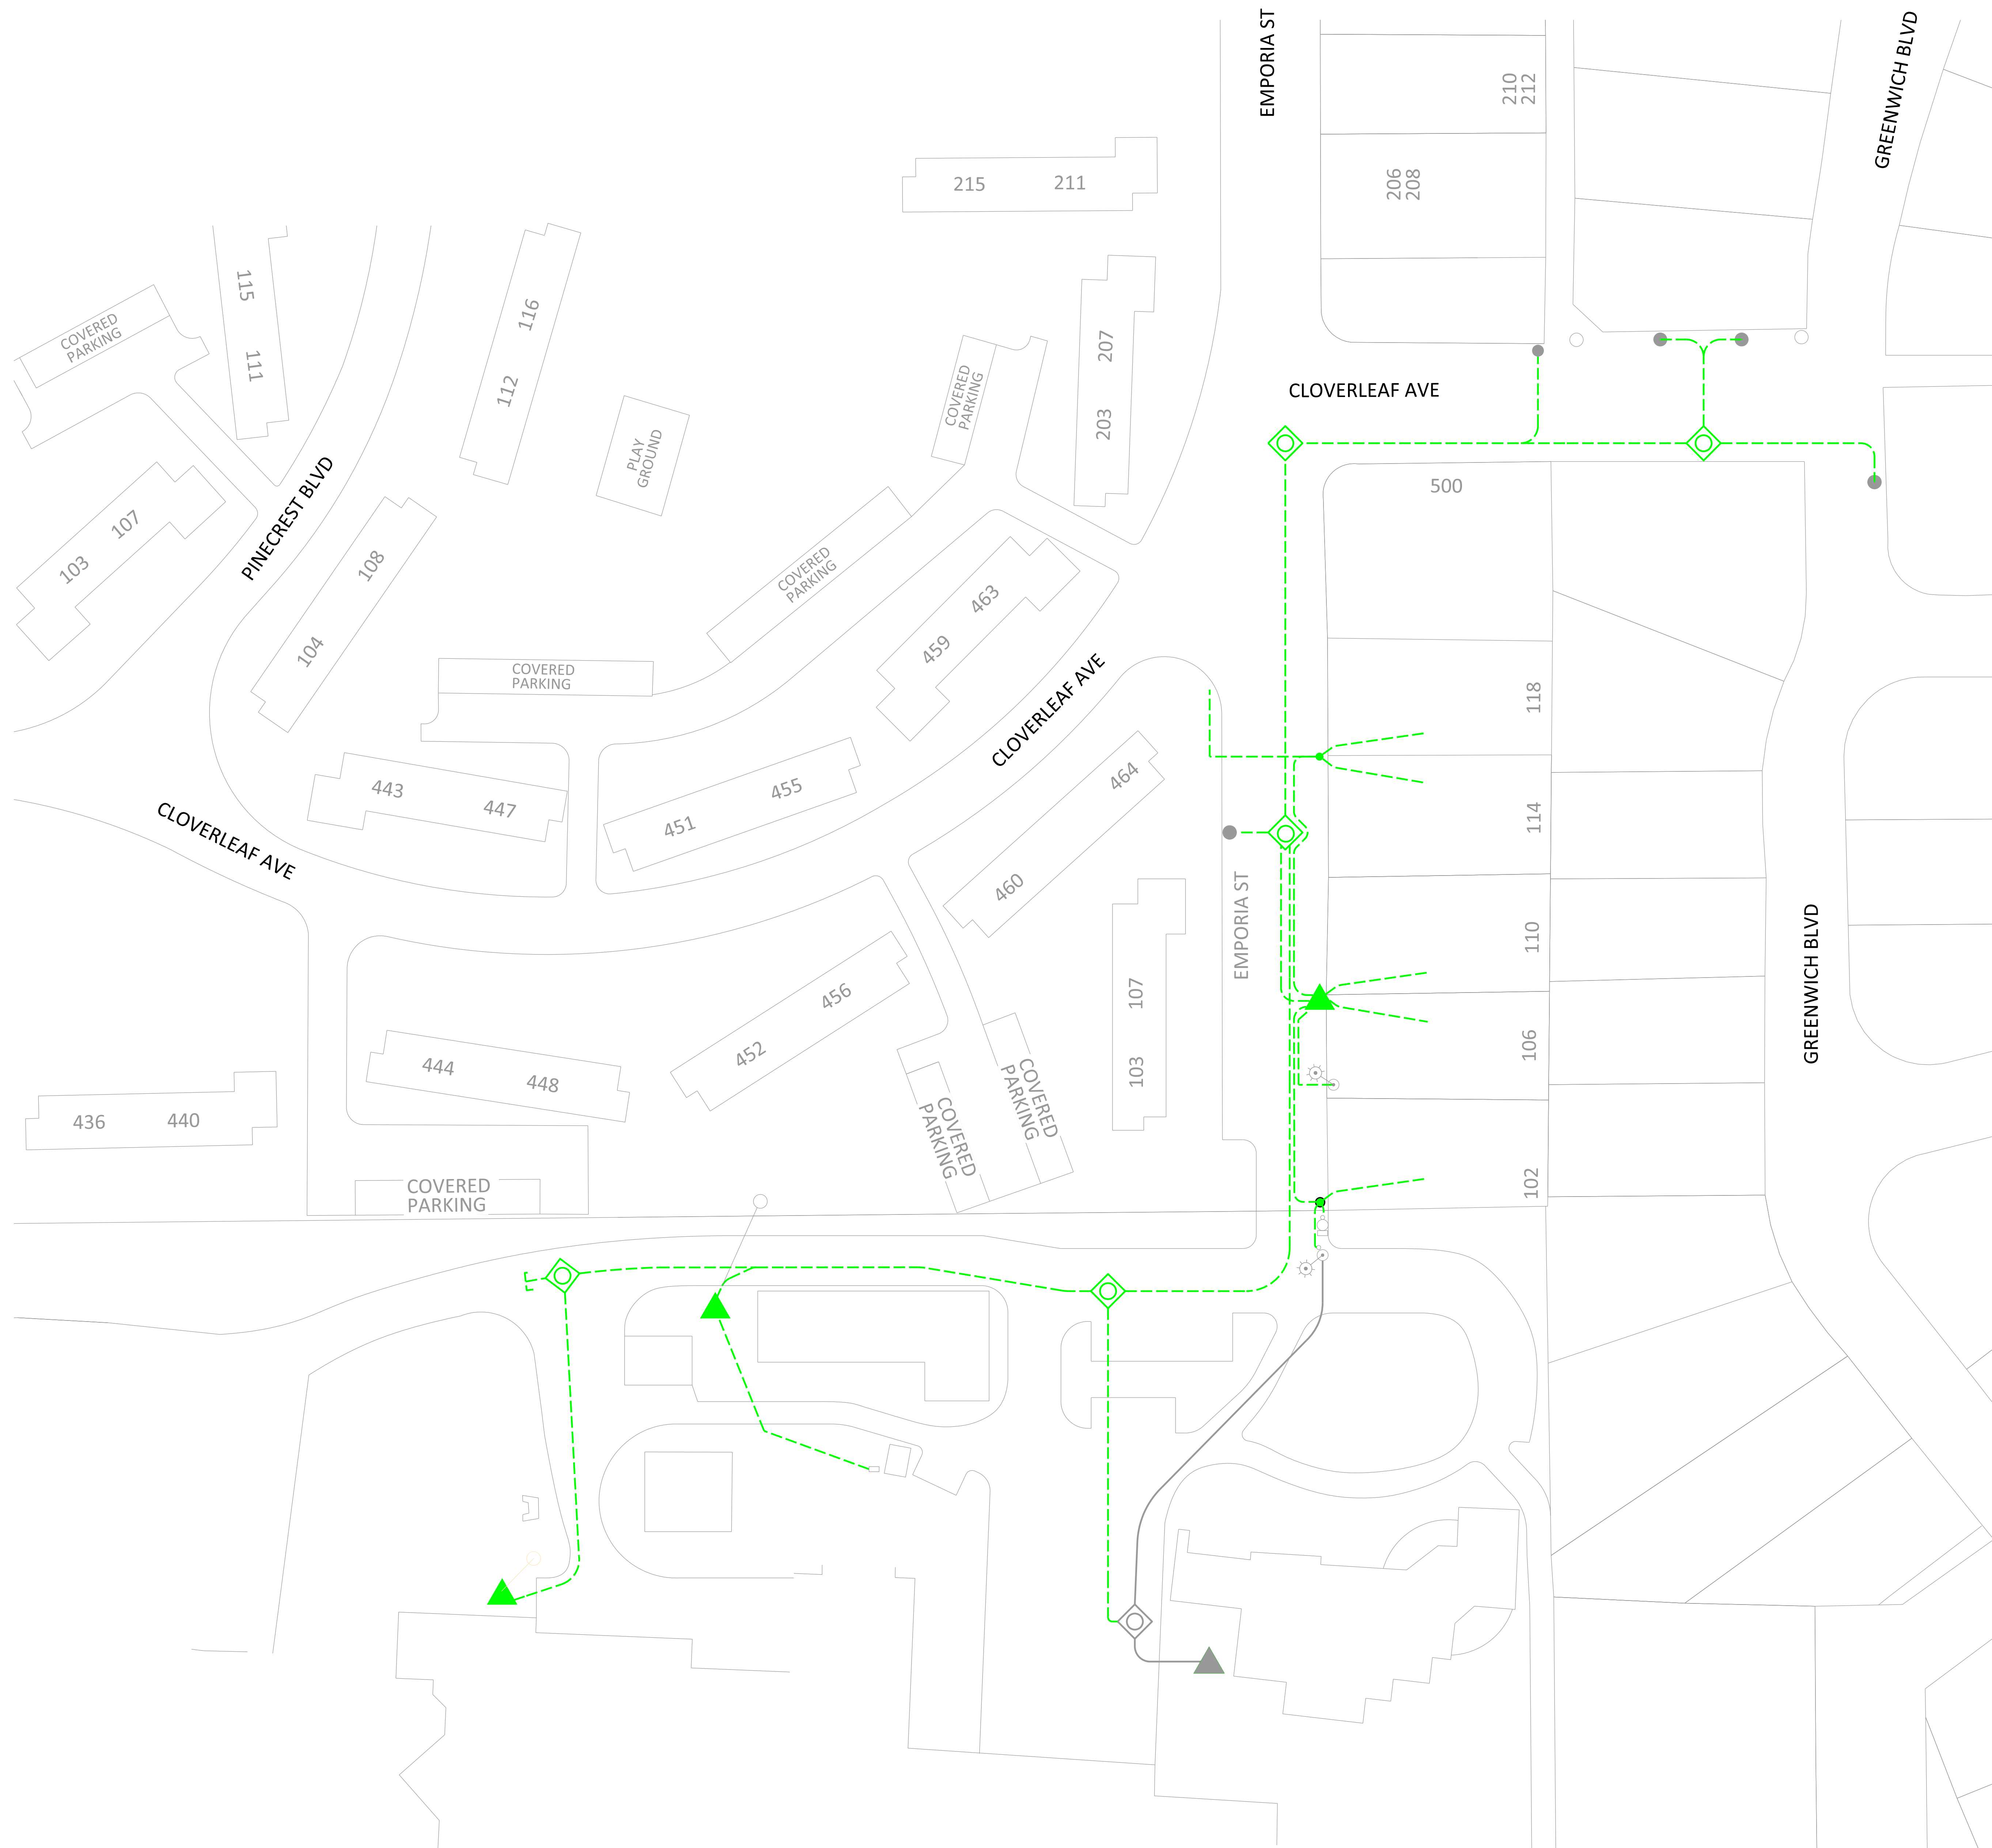 EMPORIA ST
GREENWICH BLVD
210
212
206
208
215
211
115
111
COVERED
PARKING
116
112
207
203
COVERED
PARKING
PLAY
GROUND
CLOVERLEAF AVE
500
PINECREST BLVD
107
103
108
104
COVERED
PARKING
463
459
COVERED
PARKING
CLOVERLEAF AVE
118
443
447
455
451
464
460
114
CLOVERLEAF AVE
EMPORIA ST
110
GREENWICH BLVD
456
452
107
103
106
444
448
COVERED
PARKING
COVERED
PARKING
436
440
COVERED
PARKING
102